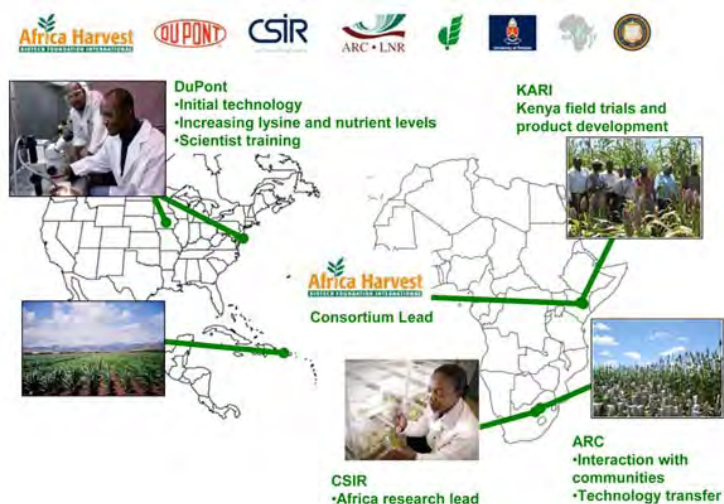 Africa Harvest
BIOTECH FOUNDATION INTERNATIONAL
DUPONT
CSIR
ARC • LNR
DuPont
•Initial technology
•Increasing lysine and nutrient levels
•Scientist training
KARI
Kenya field trials and
product development
Africa Harvest
BIOTECH FOUNDATION INTERNATIONAL
Consortium Lead
CSIR
•Africa research lead
ARC
•Interaction with
communities
•Technology transfer